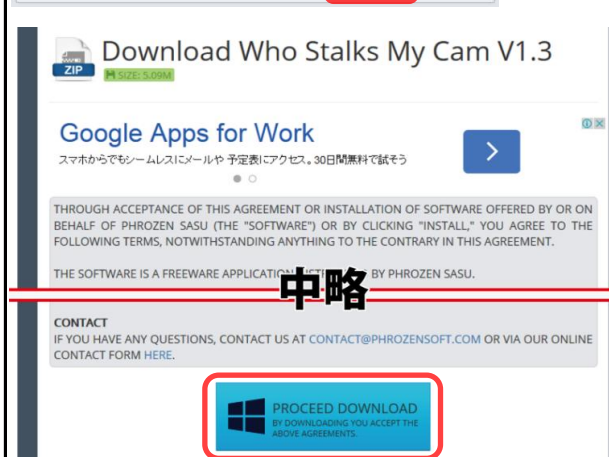 Download Who Stalks My Cam V1.3
ZIP
SIZE: 5.09M
Google Apps for Work
スマホからでもシームレスにメールや 予定表にアクセス。30日間無料で試そう
THROUGH ACCEPTANCE OF THIS AGREEMENT OR INSTALLATION OF SOFTWARE OFFERED BY OR ON
BEHALF OF PHROZEN SASU (THE "SOFTWARE") OR BY CLICKING "INSTALL," YOU AGREE TO THE
FOLLOWING TERMS, NOTWITHSTANDING ANYTHING TO THE CONTRARY IN THIS AGREEMENT.
THE SOFTWARE IS A FREEWARE APPLICATION BY PHROZEN SASU.
中略
CONTACT
IF YOU HAVE ANY QUESTIONS, CONTACT US AT CONTACT@PHROZENSOFT.COM OR VIA OUR ONLINE
CONTACT FORM HERE.
PROCEED DOWNLOAD
BY DOWNLOADING YOU ACCEPT THE
ABOVE AGREEMENTS.